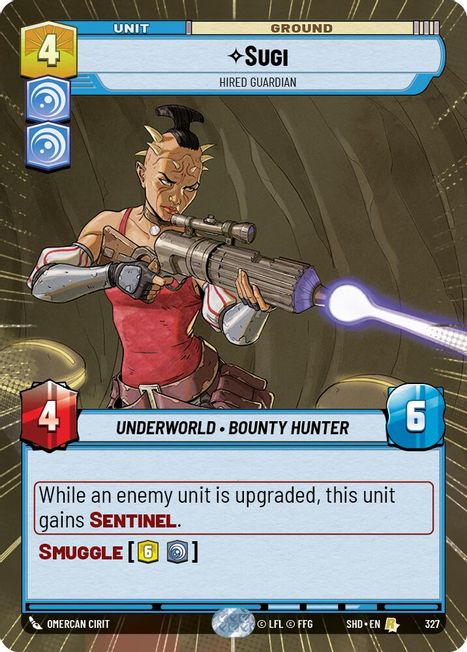 UNIT
GROUND
4
✧SUGI
HIRED GUARDIAN
4
UNDERWORLD • BOUNTY HUNTER
6
While an enemy unit is upgraded, this unit
gains SENTINEL.
SMUGGLE [6 ]
OMERCAN CIRIT
© LFL © FFG
SHD • EN
R
327